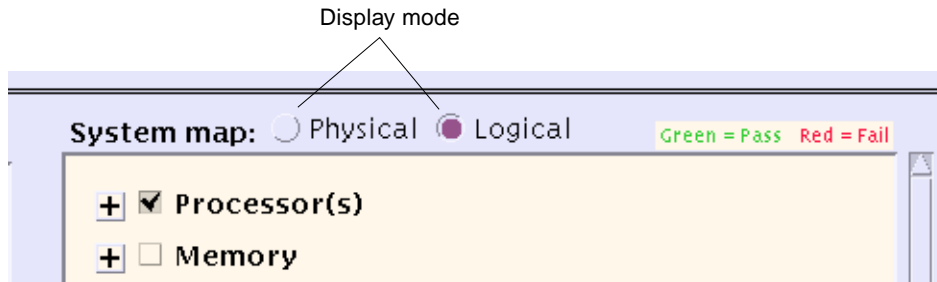 Display mode
System map: Physical Logical Green = Pass Red = Fail
Processor(s)
Memory